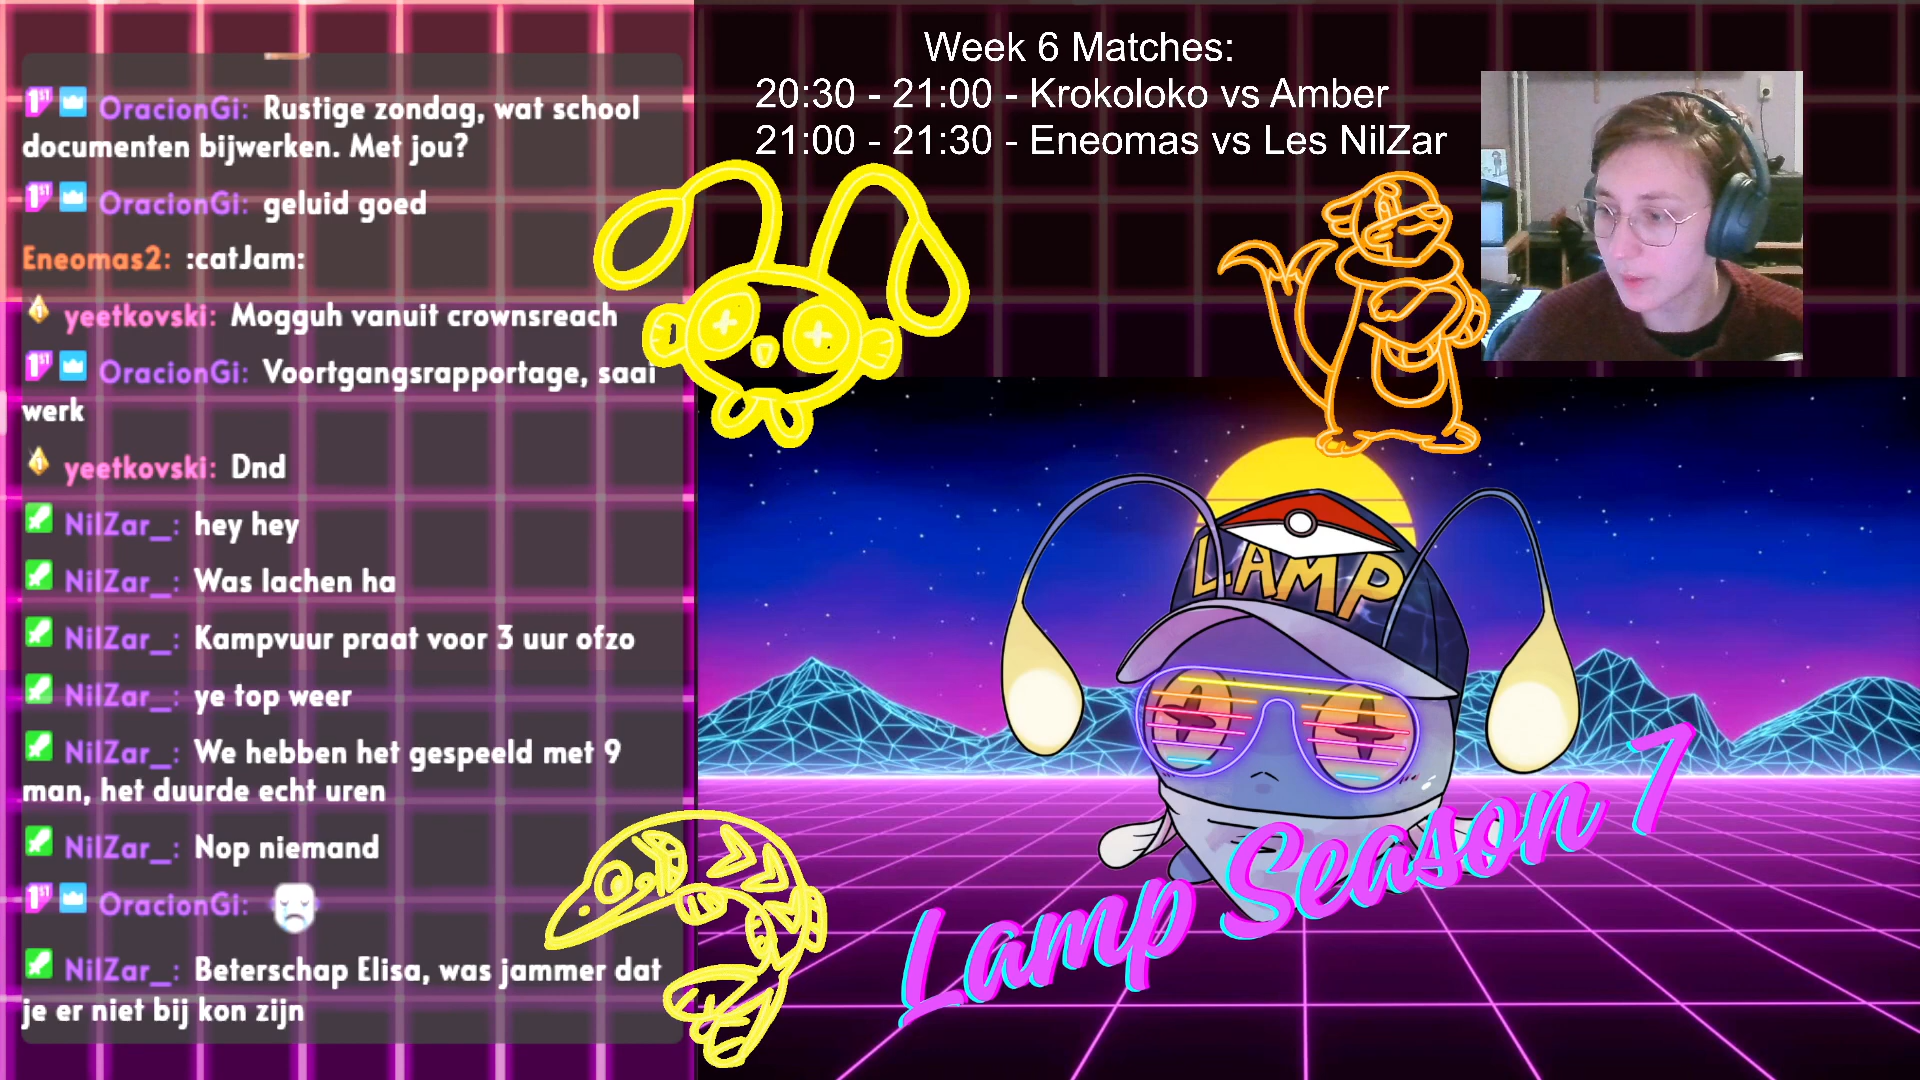 OracionGi: Rustige zondag, wat school
documenten bijwerken. Met jou?
OracionGi: geluid goed
Eneomas2: :catJam:
yeetkovski: Mogguh vanuit crownsreach
OracionGi: Voortgangsrapportage, saai
werk
yeetkovski: Dnd
NilZar_: hey hey
NilZar_: Was lachen ha
NilZar_: Kampvuur praat voor 3 uur ofzo
NilZar_: ye top weer
NilZar_: We hebben het gespeeld met 9
man, het duurde echt uren
NilZar_: Nop niemand
OracionGi:
NilZar_: Beterschap Elisa, was jammer dat
je er niet bij kon zijn
Week 6 Matches:
20:30 - 21:00 - Krokoloko vs Amber
21:00 - 21:30 - Eneomas vs Les NilZar
LAMP
Lamp Season 7